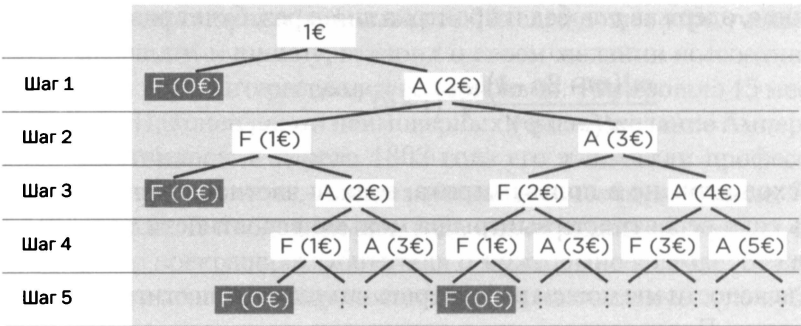 1€
Шаг 1 F (0€) A (2€)
Шаг 2 F (1€) A (3€)
Шаг 3 F (0€) A (2€) F (2€) A (4€)
Шаг 4 F (1€) A (3€) F (1€) A (3€) F (3€) A (5€)
Шаг 5 F (0€) F (0€)